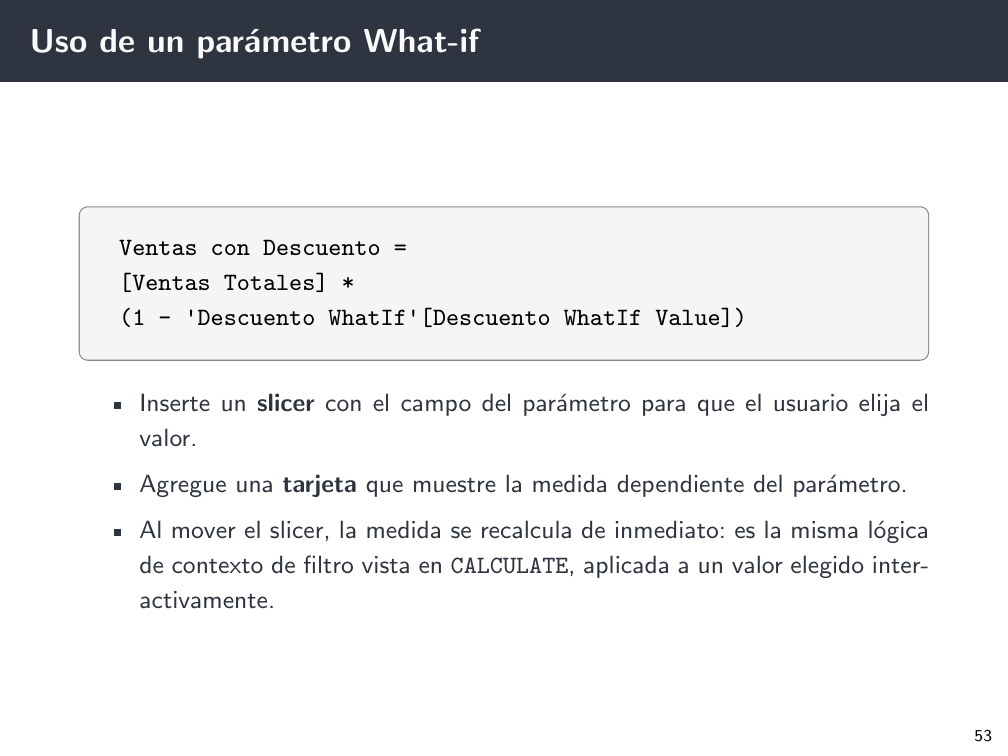 Uso de un parámetro What-if
Ventas con Descuento =
[Ventas Totales] *
(1 - 'Descuento WhatIf'[Descuento WhatIf Value])
▪ Inserte un slicer con el campo del parámetro para que el usuario elija el
valor.
▪ Agregue una tarjeta que muestre la medida dependiente del parámetro.
▪ Al mover el slicer, la medida se recalcula de inmediato: es la misma lógica
de contexto de filtro vista en CALCULATE, aplicada a un valor elegido inter-
activamente.
53